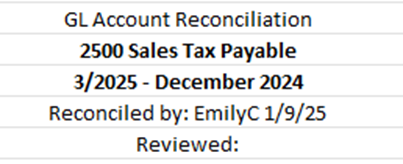 GL Account Reconciliation
2500 Sales Tax Payable
3/2025 - December 2024
Reconciled by: EmilyC 1/9/25
Reviewed: